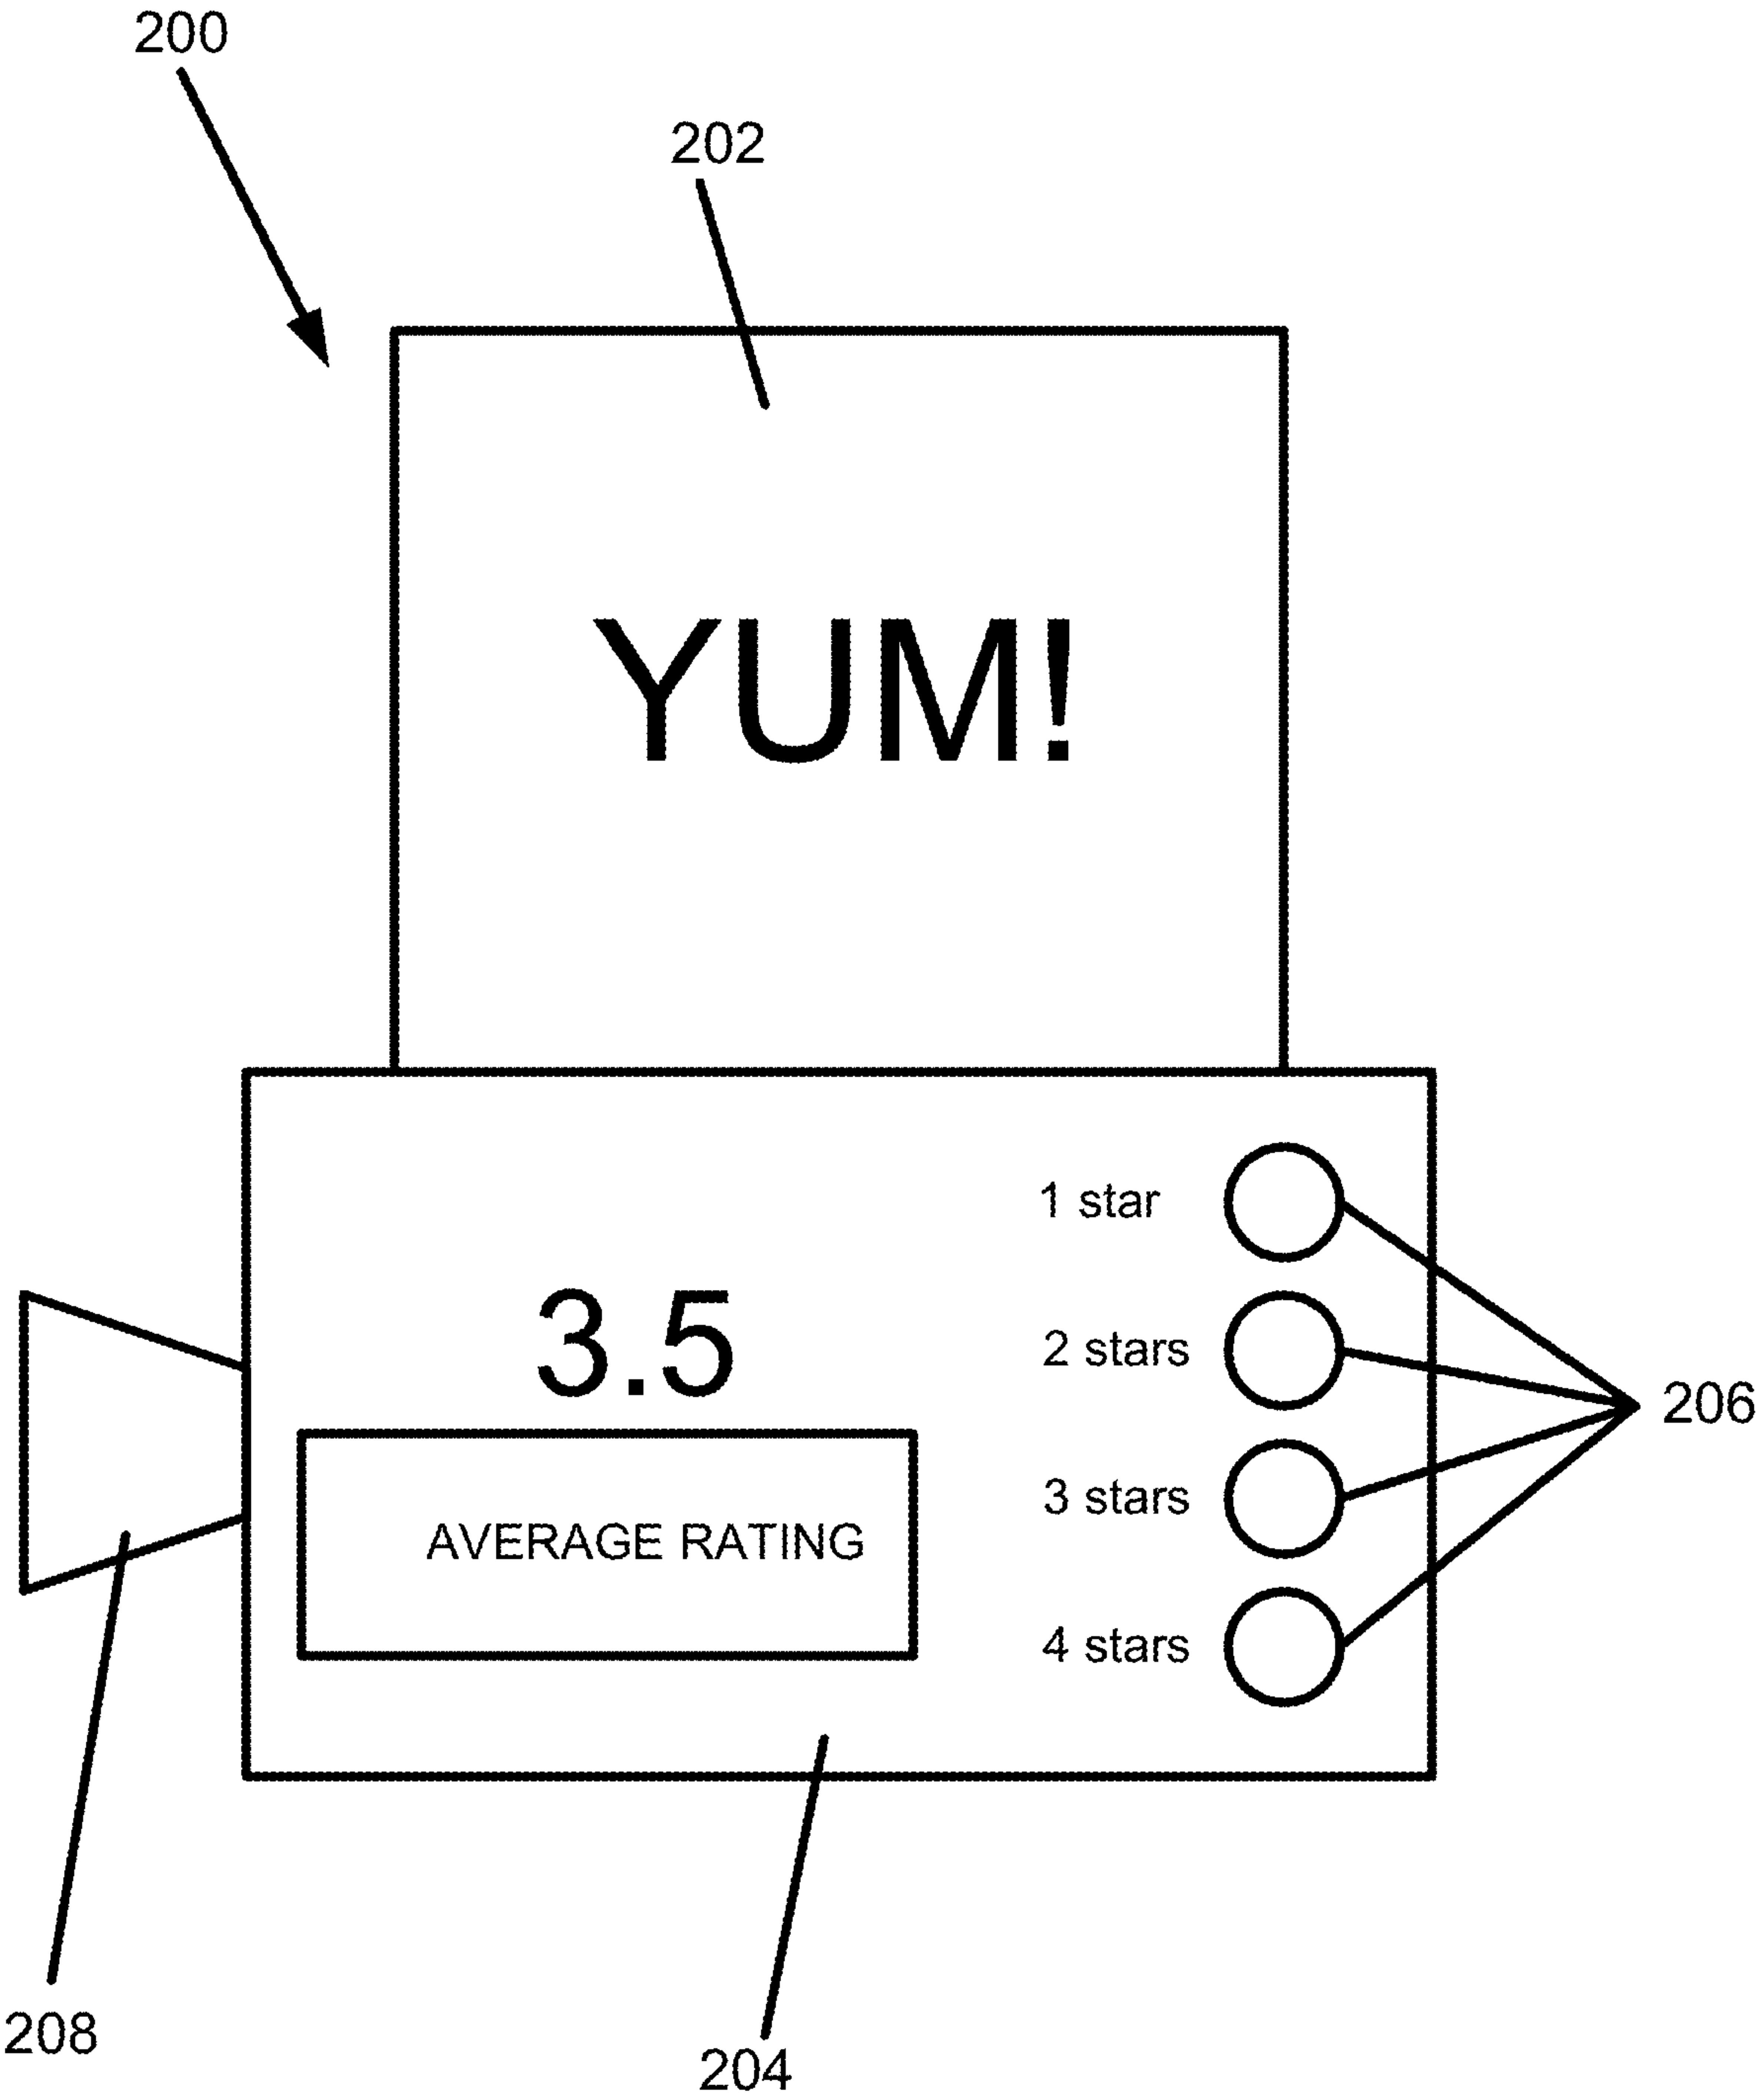 200
202
YUM!
1 star
3.5
2 stars
206
3 stars
AVERAGE RATING
4 stars
208
204